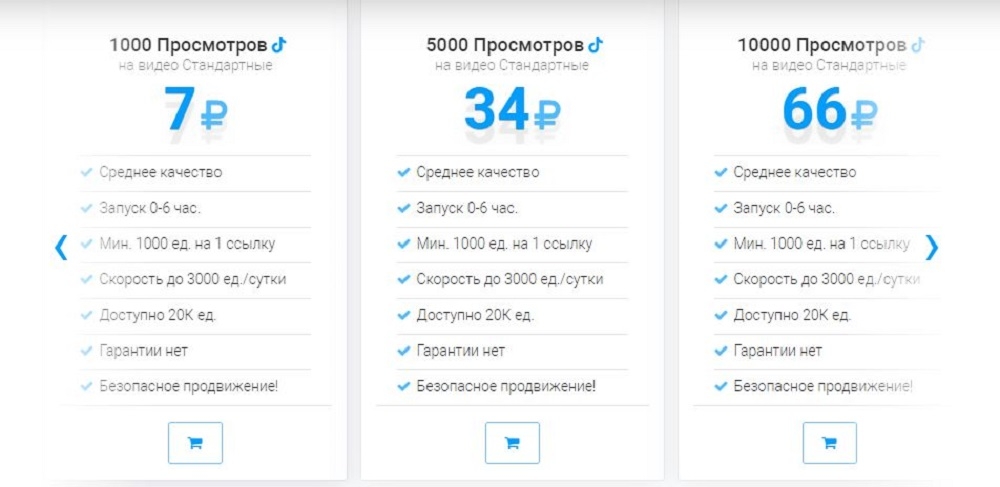 1000 Просмотров
на видео Стандартные
7₽
Среднее качество
Запуск 0-6 час.
Мин. 1000 ед. на 1 ссылку
Скорость до 3000 ед./сутки
Доступно 20К ед.
Гарантии нет
Безопасное продвижение!
5000 Просмотров
на видео Стандартные
34₽
Среднее качество
Запуск 0-6 час.
Мин. 1000 ед. на 1 ссылку
Скорость до 3000 ед./сутки
Доступно 20К ед.
Гарантии нет
Безопасное продвижение!
10000 Просмотров
на видео Стандартные
66₽
Среднее качество
Запуск 0-6 час.
Мин. 1000 ед. на 1 ссылку
Скорость до 3000 ед./сутки
Доступно 20К ед.
Гарантии нет
Безопасное продвижение!